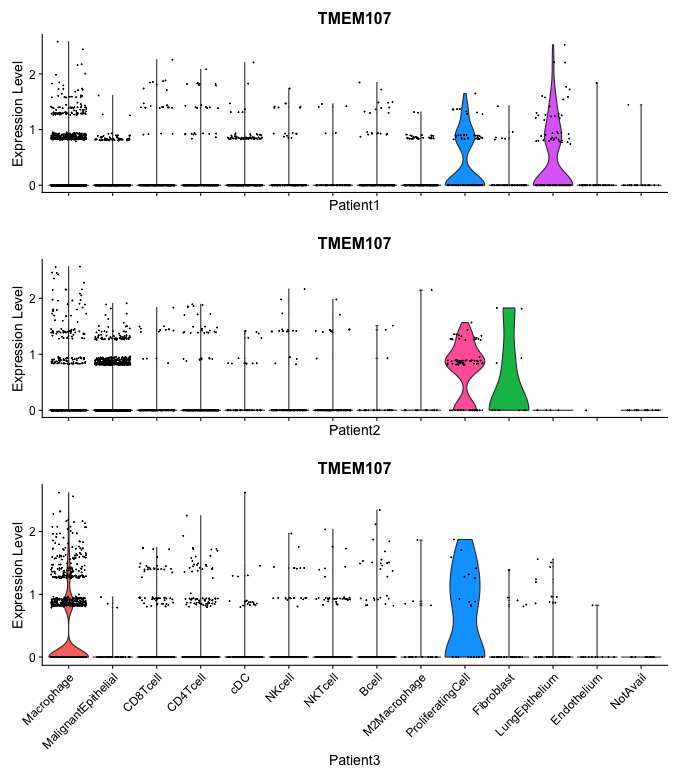 TMEM107
Expression Level
2
1
0
Patient1
TMEM107
Expression Level
2
1
0
Patient2
TMEM107
Expression Level
2
1
0
Macrophage
MalignantEpithelial
CD8Tcell
CD4Tcell
cDC
NKcell
NKTcell
Bcell
M2Macrophage
ProliferatingCell
Fibroblast
LungEpithelium
Endothelium
NotAvail
Patient3